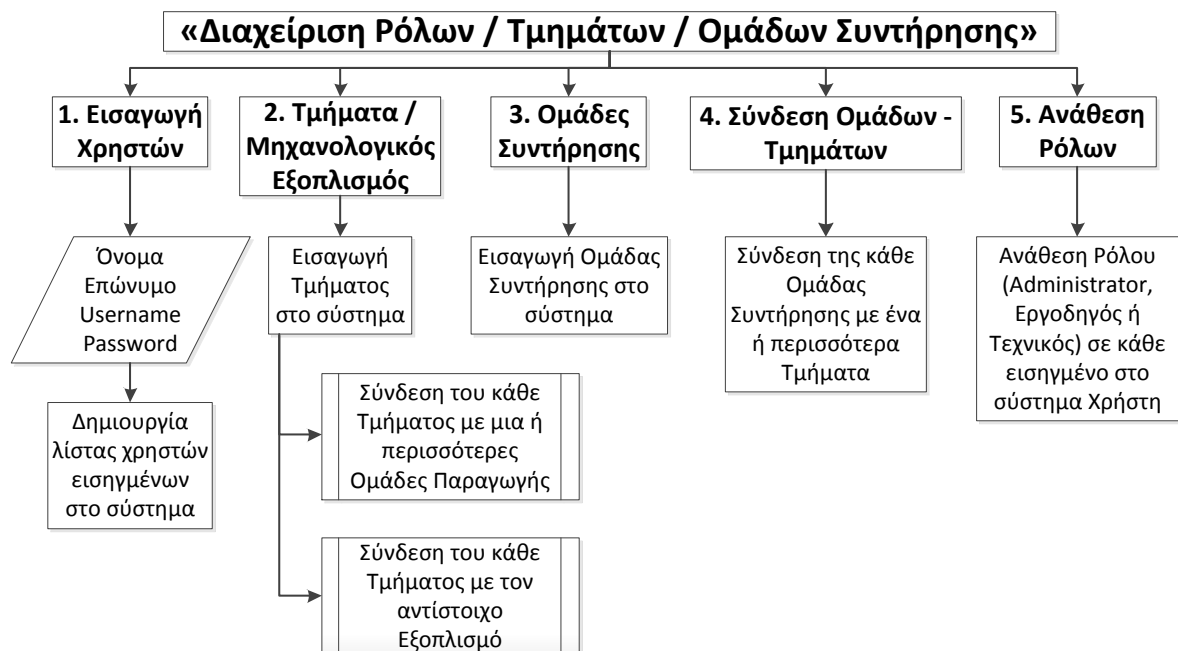 «Διαχείριση Ρόλων / Τμημάτων / Ομάδων Συντήρησης»
1. Εισαγωγή
Χρηστών
2. Τμήματα /
Μηχανολογικός
Εξοπλισμός
3. Ομάδες
Συντήρησης
4. Σύνδεση Ομάδων -
Τμημάτων
5. Ανάθεση
Ρόλων
Όνομα
Επώνυμο
Username
Password
Δημιουργία
λίστας χρηστών
εισηγμένων
στο σύστημα
Εισαγωγή
Τμήματος
στο σύστημα
Σύνδεση του κάθε
Τμήματος με μια ή
περισσότερες
Ομάδες Παραγωγής
Σύνδεση του κάθε
Τμήματος με τον
αντίστοιχο
Εξοπλισμό
Εισαγωγή Ομάδας
Συντήρησης στο
σύστημα
Σύνδεση της κάθε
Ομάδας
Συντήρησης με ένα
ή περισσότερα
Τμήματα
Ανάθεση Ρόλου
(Administrator,
Εργοδηγός ή
Τεχνικός) σε κάθε
εισηγμένο στο
σύστημα Χρήστη